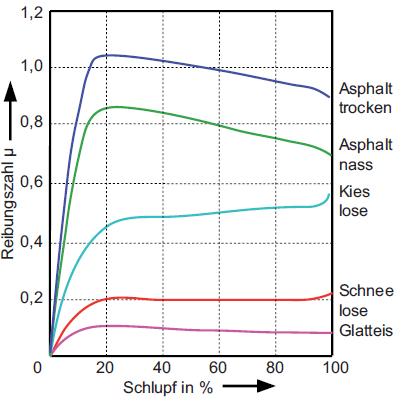 1,2
1,0
0,8
0,6
0,4
0,2
0
Reibungszahl µ
Asphalt
trocken
Asphalt
nass
Kies
lose
Schnee
lose
Glatteis
20
40
60
80
100
Schlupf in %